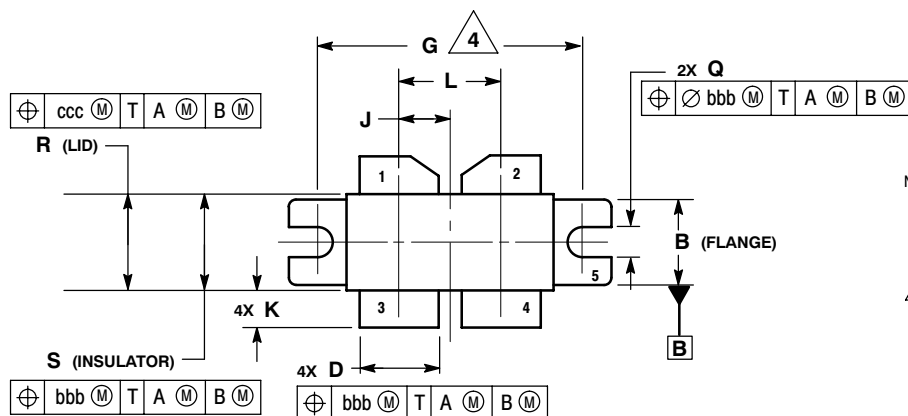 G 4
L
2X Q
⌖ ⌀ bbb Ⓜ T A Ⓜ B Ⓜ
⌖ ccc Ⓜ T A Ⓜ B Ⓜ
J
R (LID)
1 2
B (FLANGE)
5
4X K
3 4
S (INSULATOR)
B
4X D
⌖ bbb Ⓜ T A Ⓜ B Ⓜ
⌖ bbb Ⓜ T A Ⓜ B Ⓜ